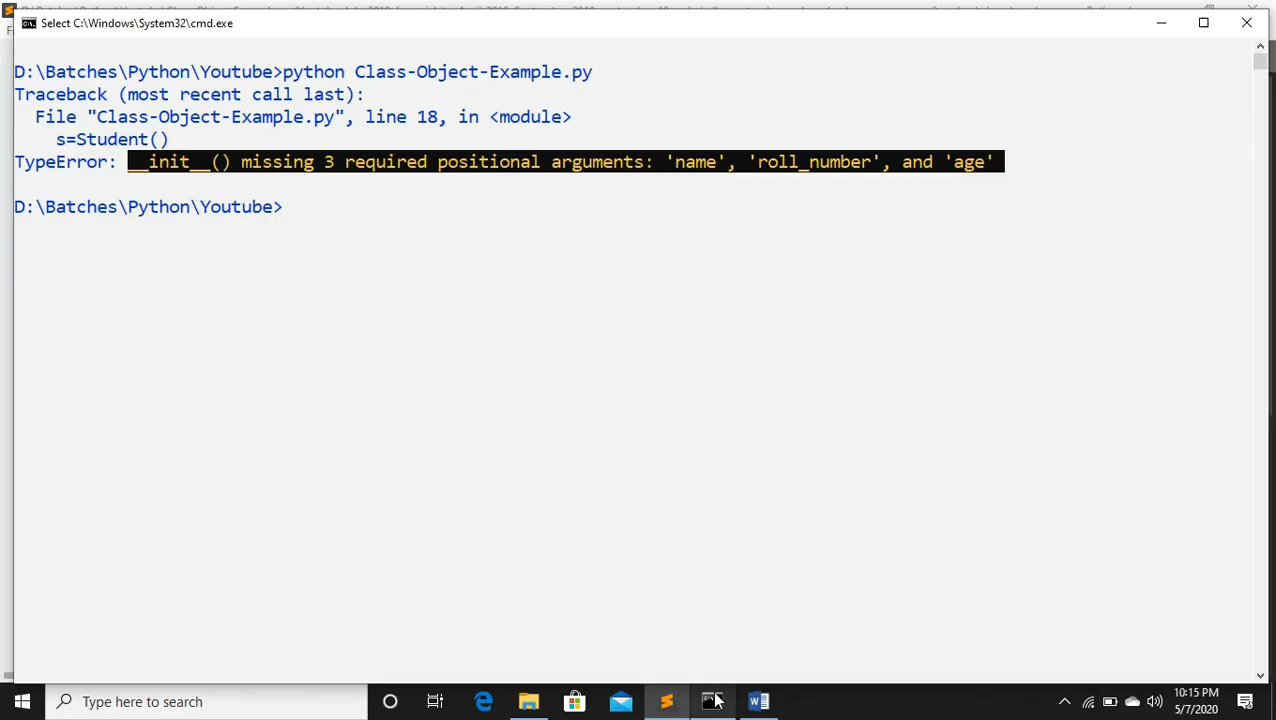 Select C:\Windows\System32\cmd.exe
D:\Batches\Python\Youtube>python Class-Object-Example.py
Traceback (most recent call last):
File "Class-Object-Example.py", line 18, in <module>
s=Student()
TypeError: __init__() missing 3 required positional arguments: 'name', 'roll_number', and 'age'
D:\Batches\Python\Youtube>
Type here to search
10:15 PM
5/7/2020